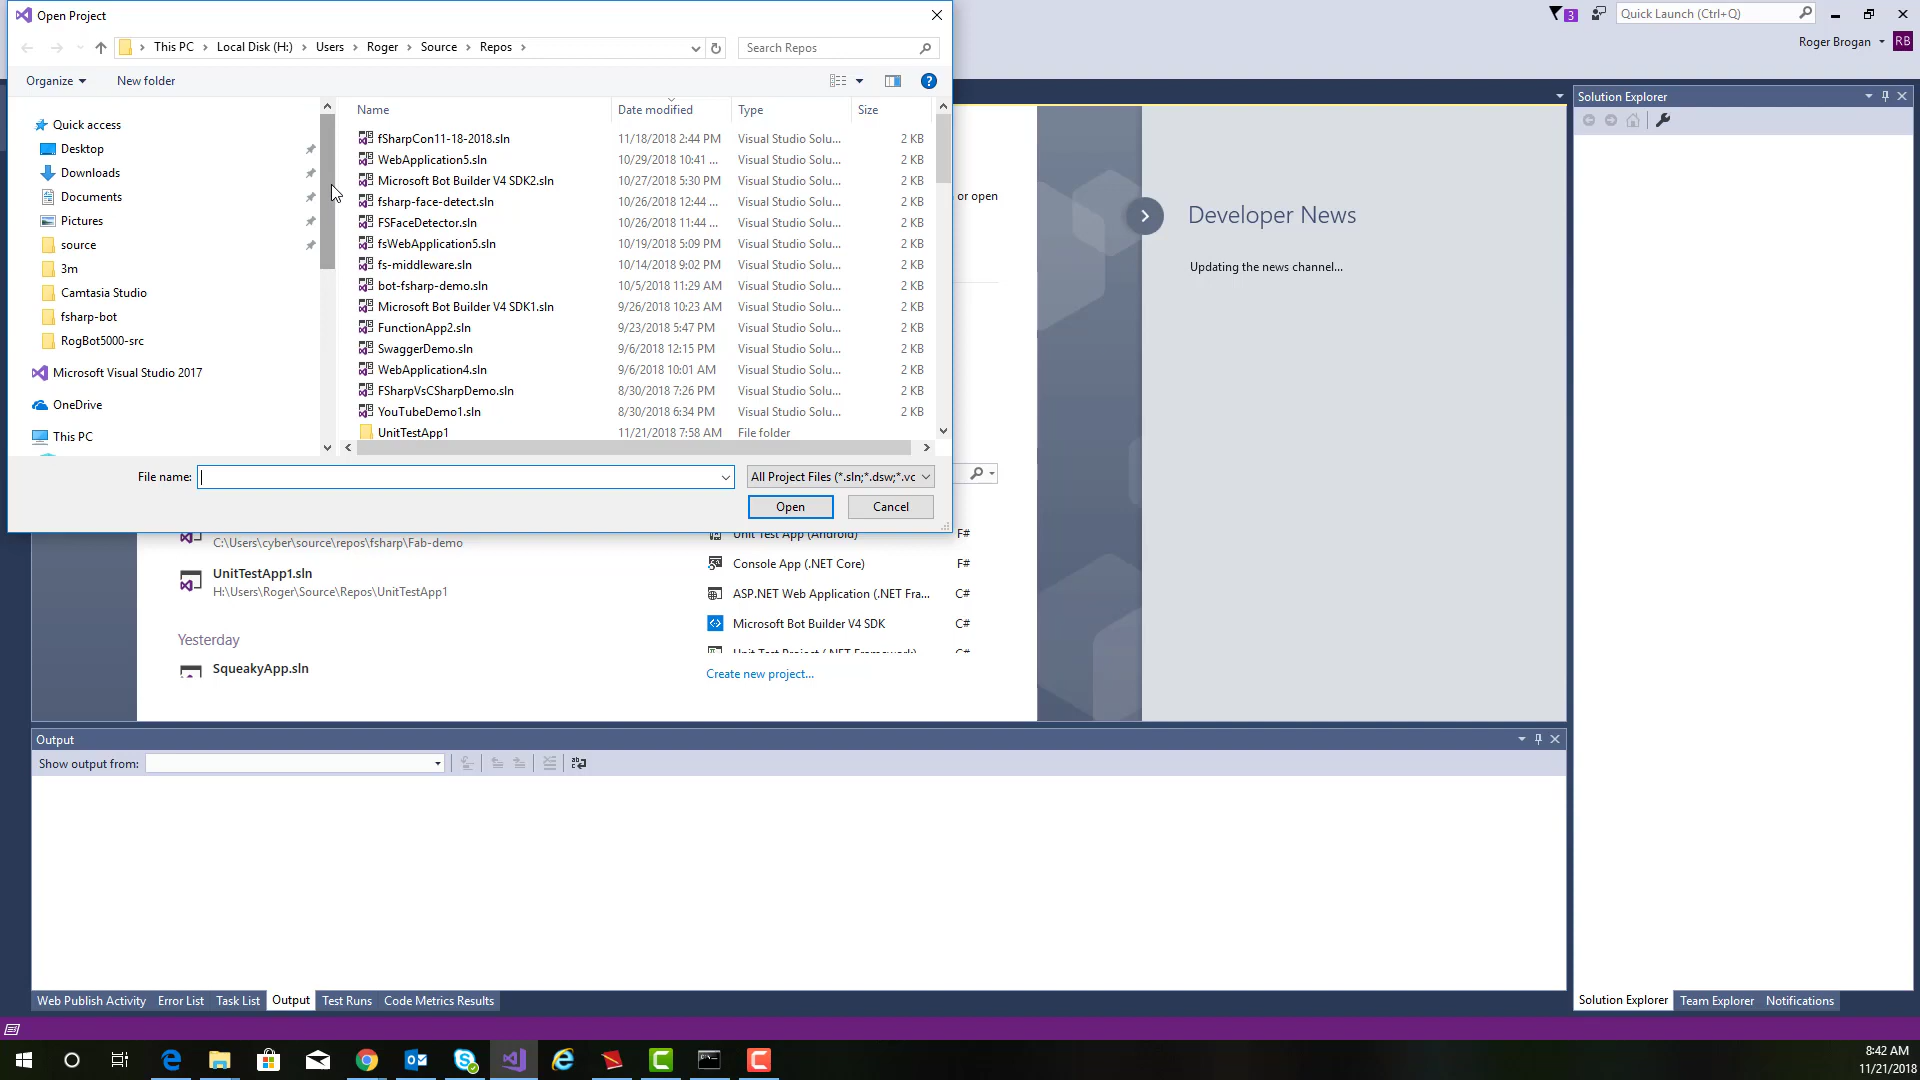 Open Project
3
Quick Launch (Ctrl+Q)
This PC > Local Disk (H:) > Users > Roger > Source > Repos >
Search Repos
Roger Brogan
RB
Organize
New folder
?
Name Date modified Type Size
Quick access
Desktop
Downloads
Documents
Pictures
source
3m
Camtasia Studio
fsharp-bot
RogBot5000-src
Microsoft Visual Studio 2017
OneDrive
This PC
fSharpCon11-18-2018.sln 11/18/2018 2:44 PM Visual Studio Solu... 2 KB
WebApplication5.sln 10/29/2018 10:41 ... Visual Studio Solu... 2 KB
Microsoft Bot Builder V4 SDK2.sln 10/27/2018 5:30 PM Visual Studio Solu... 2 KB
fsharp-face-detect.sln 10/26/2018 12:44 ... Visual Studio Solu... 2 KB
FSFaceDetector.sln 10/26/2018 11:44 ... Visual Studio Solu... 2 KB
fsWebApplication5.sln 10/19/2018 5:09 PM Visual Studio Solu... 2 KB
fs-middleware.sln 10/14/2018 9:02 PM Visual Studio Solu... 2 KB
bot-fsharp-demo.sln 10/5/2018 11:29 AM Visual Studio Solu... 2 KB
Microsoft Bot Builder V4 SDK1.sln 9/26/2018 10:23 AM Visual Studio Solu... 2 KB
FunctionApp2.sln 9/23/2018 5:47 PM Visual Studio Solu... 2 KB
SwaggerDemo.sln 9/6/2018 12:15 PM Visual Studio Solu... 2 KB
WebApplication4.sln 9/6/2018 10:01 AM Visual Studio Solu... 2 KB
FSharpVsCSharpDemo.sln 8/30/2018 7:26 PM Visual Studio Solu... 2 KB
YouTubeDemo1.sln 8/30/2018 6:34 PM Visual Studio Solu... 2 KB
UnitTestApp1 11/21/2018 7:58 AM File folder
File name:
All Project Files (*.sln;*.dsw;*.vc
Open
Cancel
or open
Developer News
Updating the news channel...
Solution Explorer
C:\Users\cyber\source\repos\fsharp\Fab-demo
UnitTestApp1.sln
H:\Users\Roger\Source\Repos\UnitTestApp1
Yesterday
SqueakyApp.sln
Unit Test App (Android) F#
Console App (.NET Core) F#
ASP.NET Web Application (.NET Fra... C#
Microsoft Bot Builder V4 SDK C#
Unit Test Project (.NET Framework) C#
Create new project...
Output
Show output from:
Web Publish Activity Error List Task List Output Test Runs Code Metrics Results
Solution Explorer Team Explorer Notifications
8:42 AM
11/21/2018